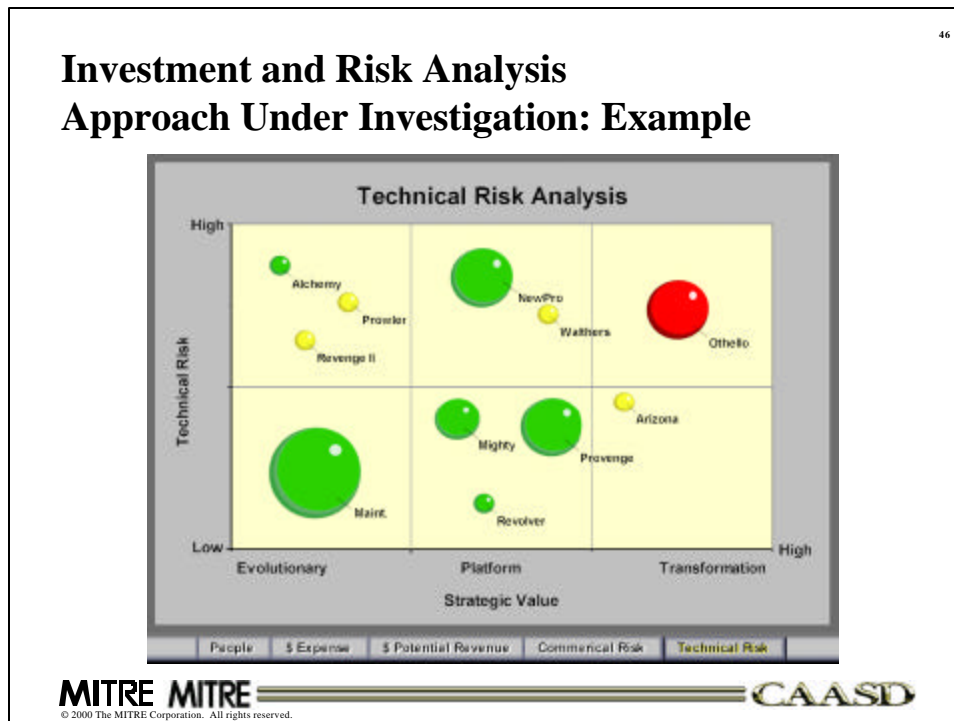 46
Investment and Risk Analysis
Approach Under Investigation: Example
Technical Risk Analysis
High
Alchemy
NewPro
Prowler
Walthers
Othello
Revenge II
Technical Risk
Arizona
Mighty
Provenge
Maint.
Revolver
Low
High
Evolutionary
Platform
Transformation
Strategic Value
People
$ Expense
$ Potential Revenue
Commerical Risk
Technical Risk
MITRE MITRE
CAASD
© 2000 The MITRE Corporation. All rights reserved.